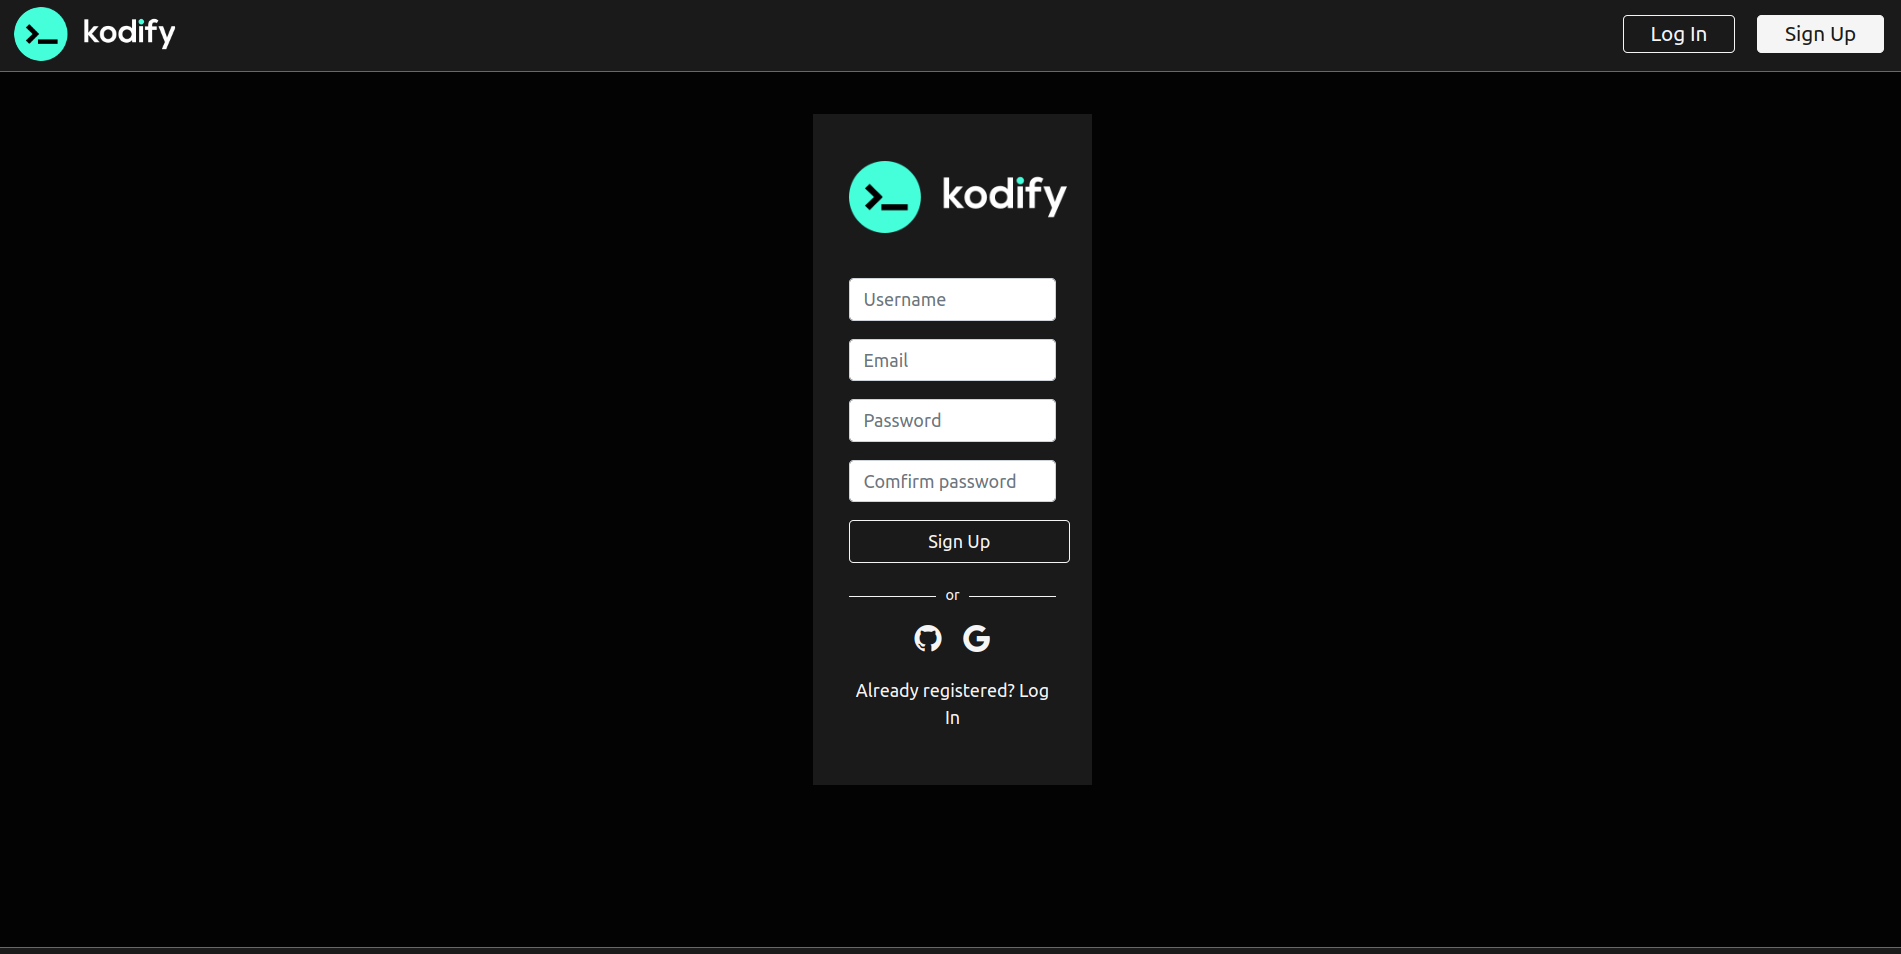 kodify
Log In
Sign Up
kodify
Username
Email
Password
Comfirm password
Sign Up
or
Already registered? Log
In